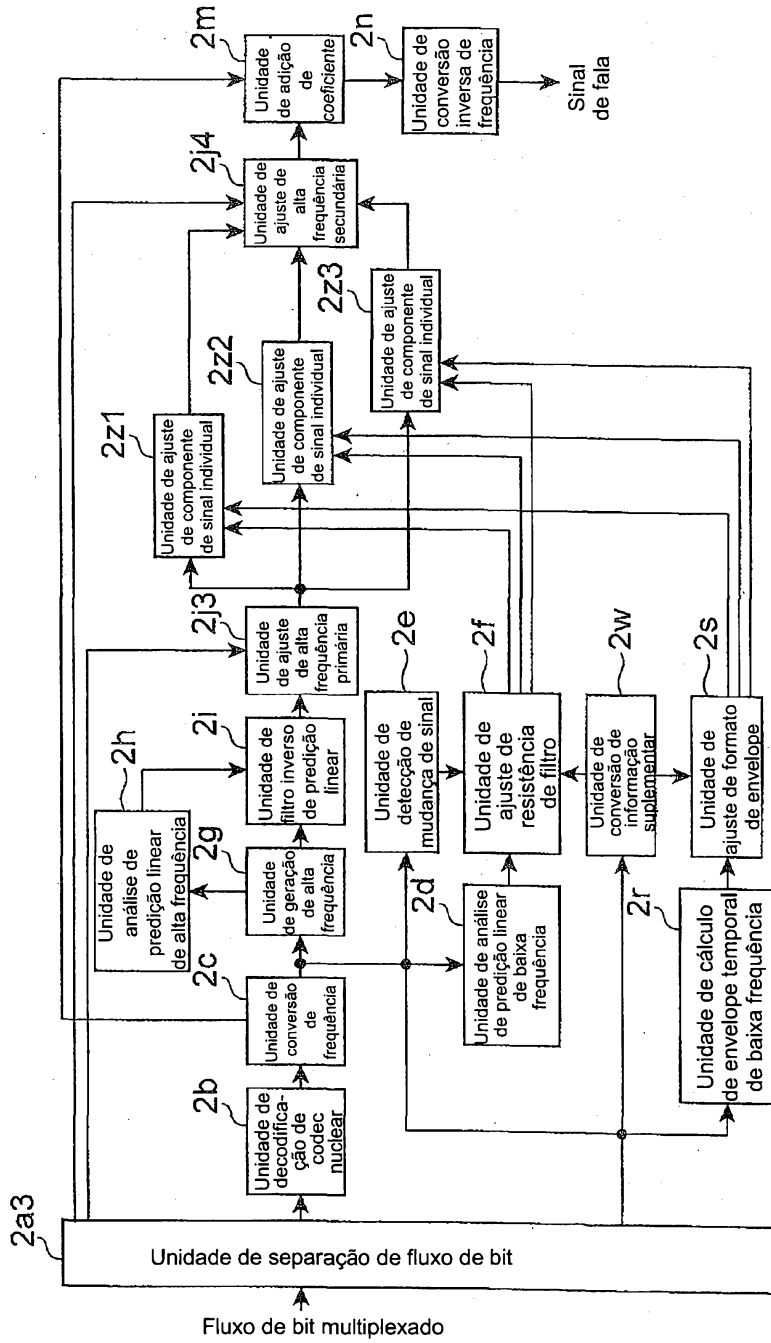 Fluxo de bit multiplexado
2a3
Unidade de separação de fluxo de bit
2b
Unidade de
decodifica-
ção de
codec
nuclear
2c
Unidade de
conversão
de
frequência
2g
Unidade
de geração
de alta
frequência
2h
Unidade de
análise de
predição linear
de alta frequência
2i
Unidade de
filtro inverso
de predição
linear
2j3
Unidade
de ajuste
de alta
frequência
primária
2z1
Unidade de ajuste
de componente
de sinal individual
2z2
Unidade de ajuste
de componente
de sinal individual
2z3
Unidade de ajuste
de componente
de sinal individual
2j4
Unidade de
ajuste de
alta
frequência
secundária
2m
Unidade
de adição
de
coeficiente
2n
Unidade de
conversão
inversa de
frequência
Sinal
de fala
2d
Unidade de análise
de predição linear
de baixa
frequência
2e
Unidade de
detecção de
mudança de sinal
2f
Unidade de
ajuste de
resistência
de filtro
2w
Unidade de
conversão de
informação
suplementar
2r
Unidade de cálculo
de envelope temporal
de baixa frequência
2s
Unidade de
ajuste de formato
de envelope